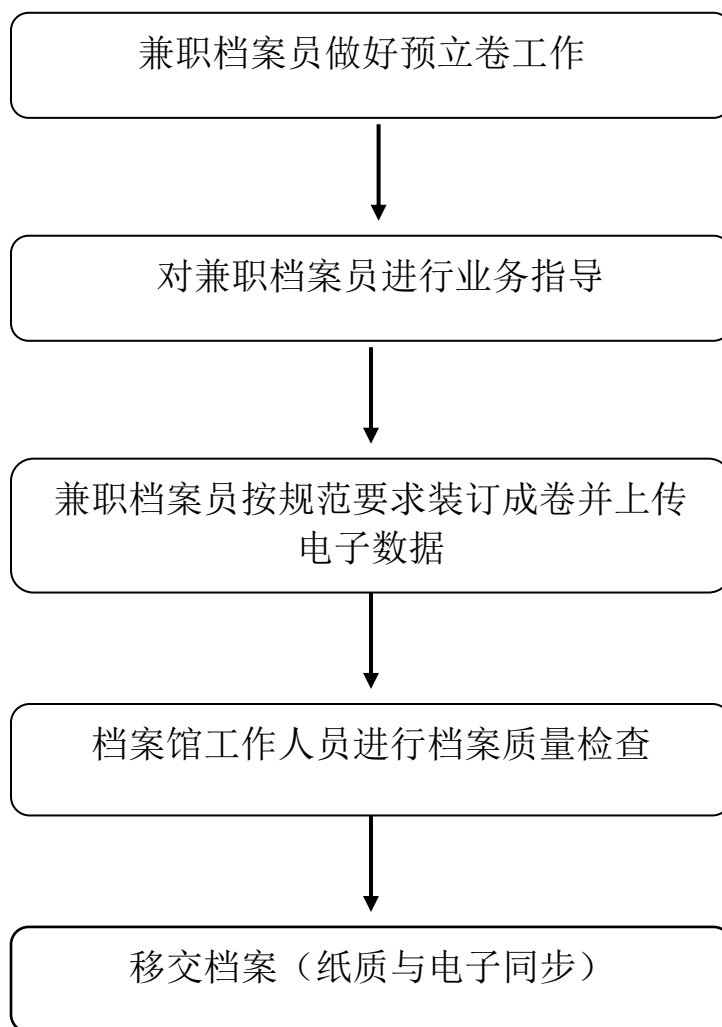 兼职档案员做好预立卷工作
对兼职档案员进行业务指导
兼职档案员按规范要求装订成卷并上传
电子数据
档案馆工作人员进行档案质量检查
移交档案（纸质与电子同步）